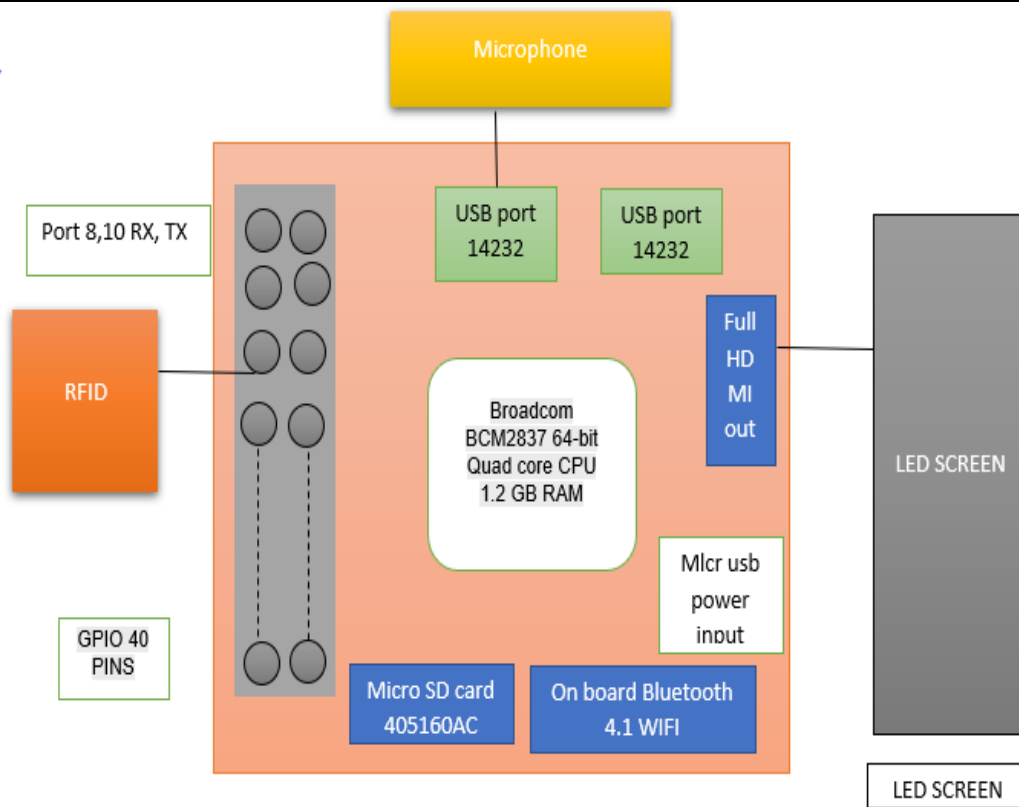 Microphone
Port 8,10 RX, TX
USB port
14232
USB port
14232
RFID
Full
HD
MI
out
Broadcom
BCM2837 64-bit
Quad core CPU
1.2 GB RAM
LED SCREEN
MIcr usb
power
input
GPIO 40
PINS
Micro SD card
405160AC
On board Bluetooth
4.1 WIFI
LED SCREEN